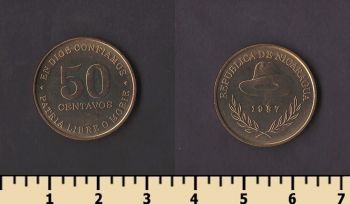 EN DIOS CONFIAMOS
50
CENTAVOS
PATRIA LIBRE O MORIR
REPUBLICA DE NICARAGUA
1987
1 2 3 4 5 6 7